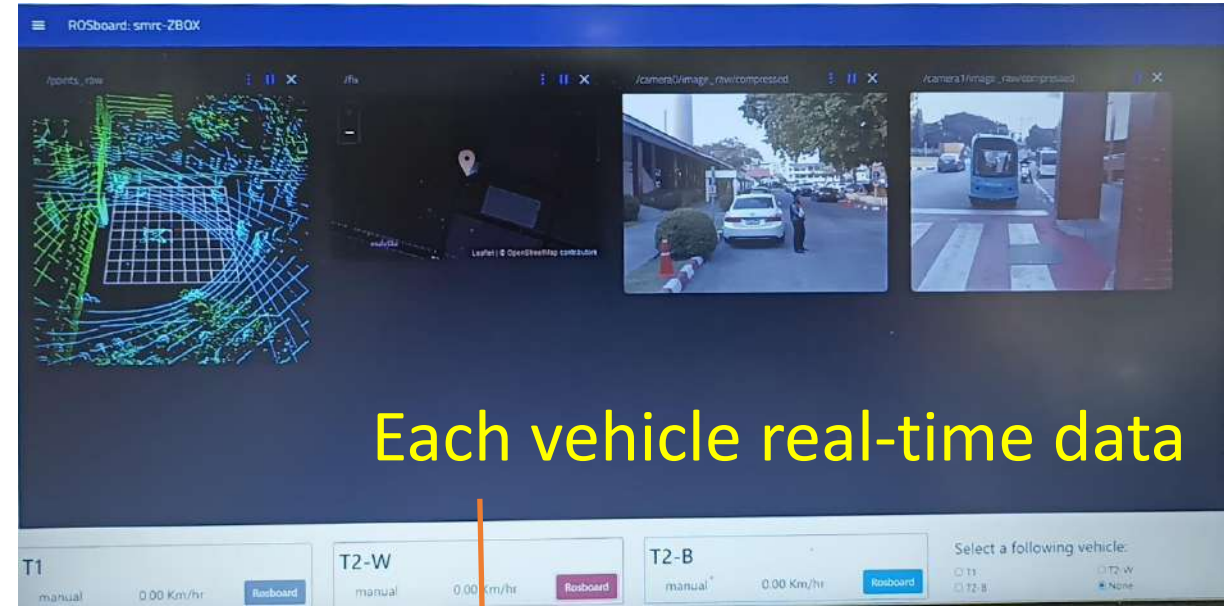 ROSboard: smrc-ZBOX
/points_raw
/fix
/camera0/image_raw/compressed
/camera1/image_raw/compressed
Leaflet | © OpenStreetMap contributors
Each vehicle real-time data
T1
manual 0.00 Km/hr Rosboard
T2-W
manual 0.00 Km/hr Rosboard
T2-B
manual 0.00 Km/hr Rosboard
Select a following vehicle:
T1 T2-W
T2-B None